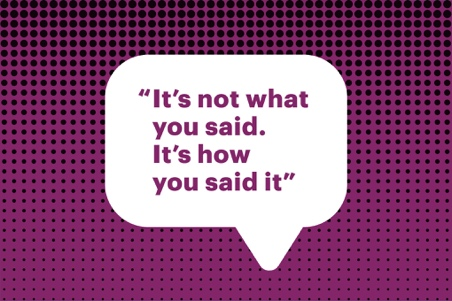 “It’s not what
you said.
It’s how
you said it”